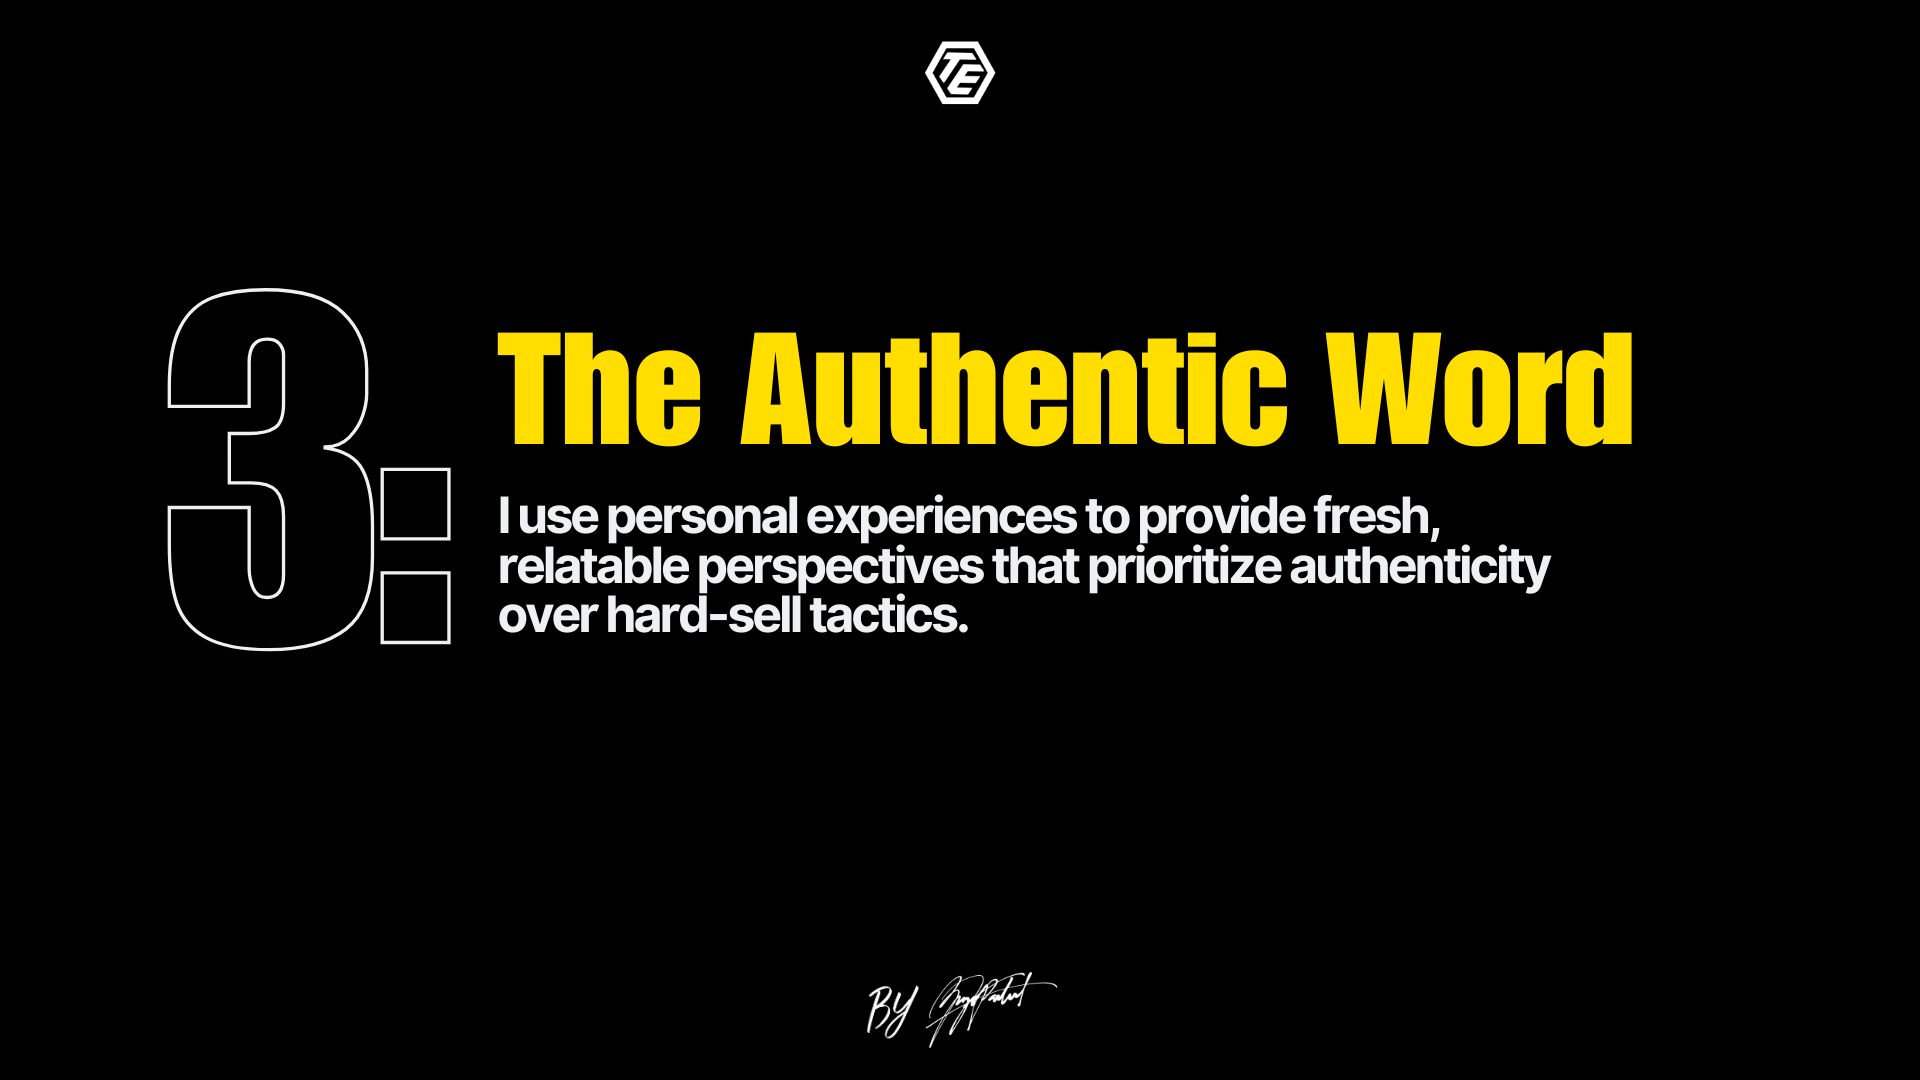 TE
3:
The Authentic Word
I use personal experiences to provide fresh,
relatable perspectives that prioritize authenticity
over hard-sell tactics.
BY